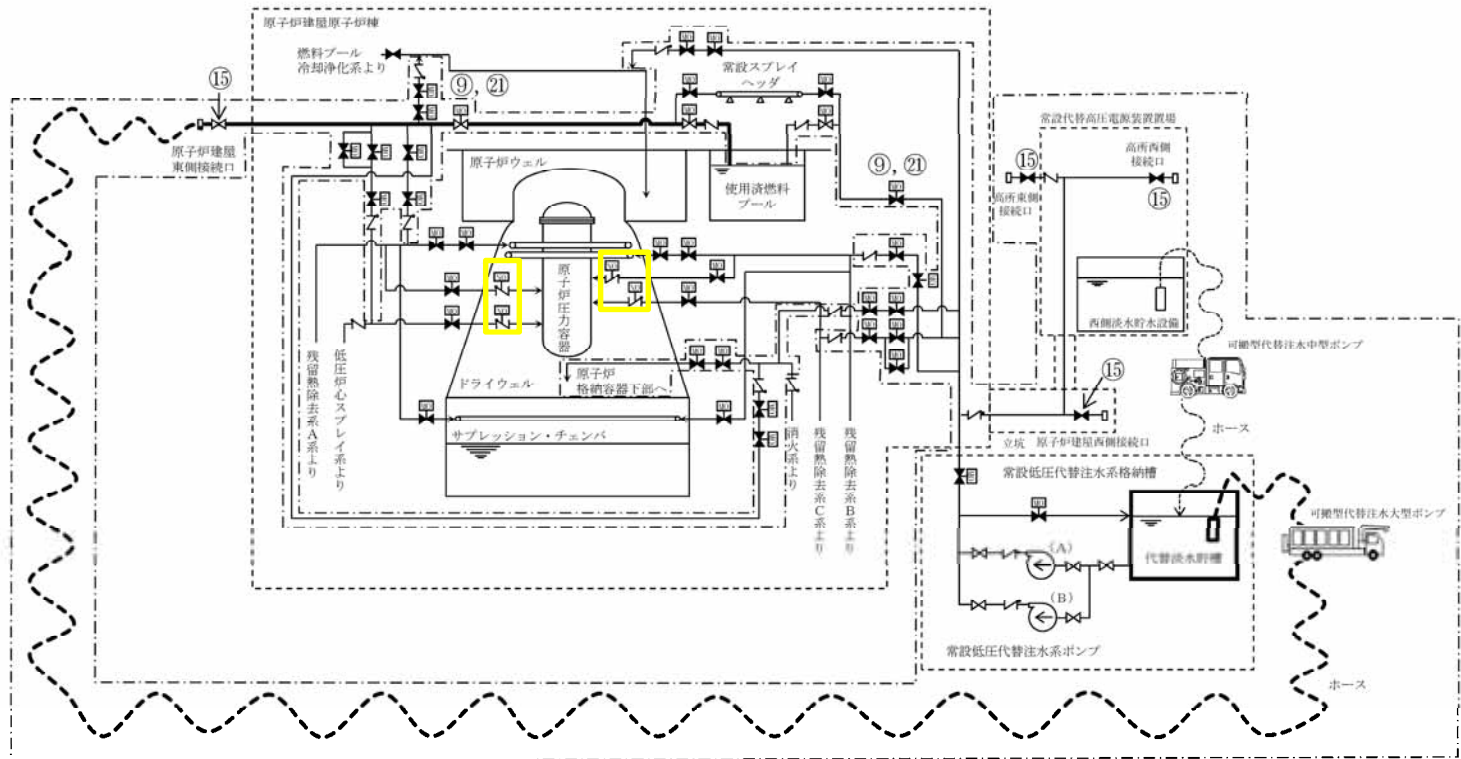 原子炉建屋原子炉棟
燃料プール
冷却浄化系より
⑮
⑨, ㉑
常設スプレイ
ヘッダ
原子炉建屋
東側接続口
原子炉ウェル
使用済燃料
プール
⑨, ㉑
常設代替高圧電源装置置場
高所西側
接続口
⑮
⑮
高所東側
接続口
原子炉圧力容器
西側淡水貯水設備
可搬型代替注水中型ポンプ
ドライウェル
原子炉
格納容器下部へ
サプレッション・チェンバ
残留熱除去系A系より
低圧炉心スプレイ系より
消火系より
残留熱除去系C系より
残留熱除去系B系より
⑮
立坑
原子炉建屋西側接続口
ホース
常設低圧代替注水系格納槽
可搬型代替注水大型ポンプ
(A)
代替淡水貯槽
(B)
常設低圧代替注水系ポンプ
ホース